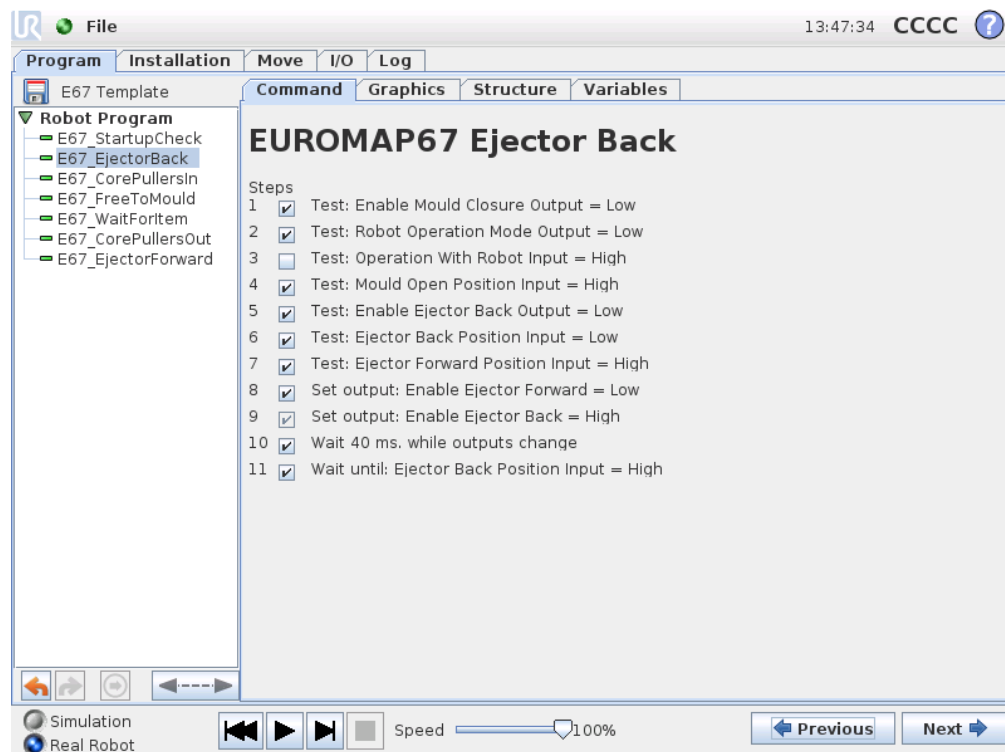 UR File 13:47:34 CCCC ?
Program Installation Move I/O Log
E67 Template
Command Graphics Structure Variables
Robot Program
E67_StartupCheck
E67_EjectorBack
E67_CorePullersIn
E67_FreeToMould
E67_WaitForItem
E67_CorePullersOut
E67_EjectorForward
EUROMAP67 Ejector Back
Steps
1 Test: Enable Mould Closure Output = Low
2 Test: Robot Operation Mode Output = Low
3 Test: Operation With Robot Input = High
4 Test: Mould Open Position Input = High
5 Test: Enable Ejector Back Output = Low
6 Test: Ejector Back Position Input = Low
7 Test: Ejector Forward Position Input = High
8 Set output: Enable Ejector Forward = Low
9 Set output: Enable Ejector Back = High
10 Wait 40 ms. while outputs change
11 Wait until: Ejector Back Position Input = High
Simulation
Real Robot
Speed 100%
Previous Next